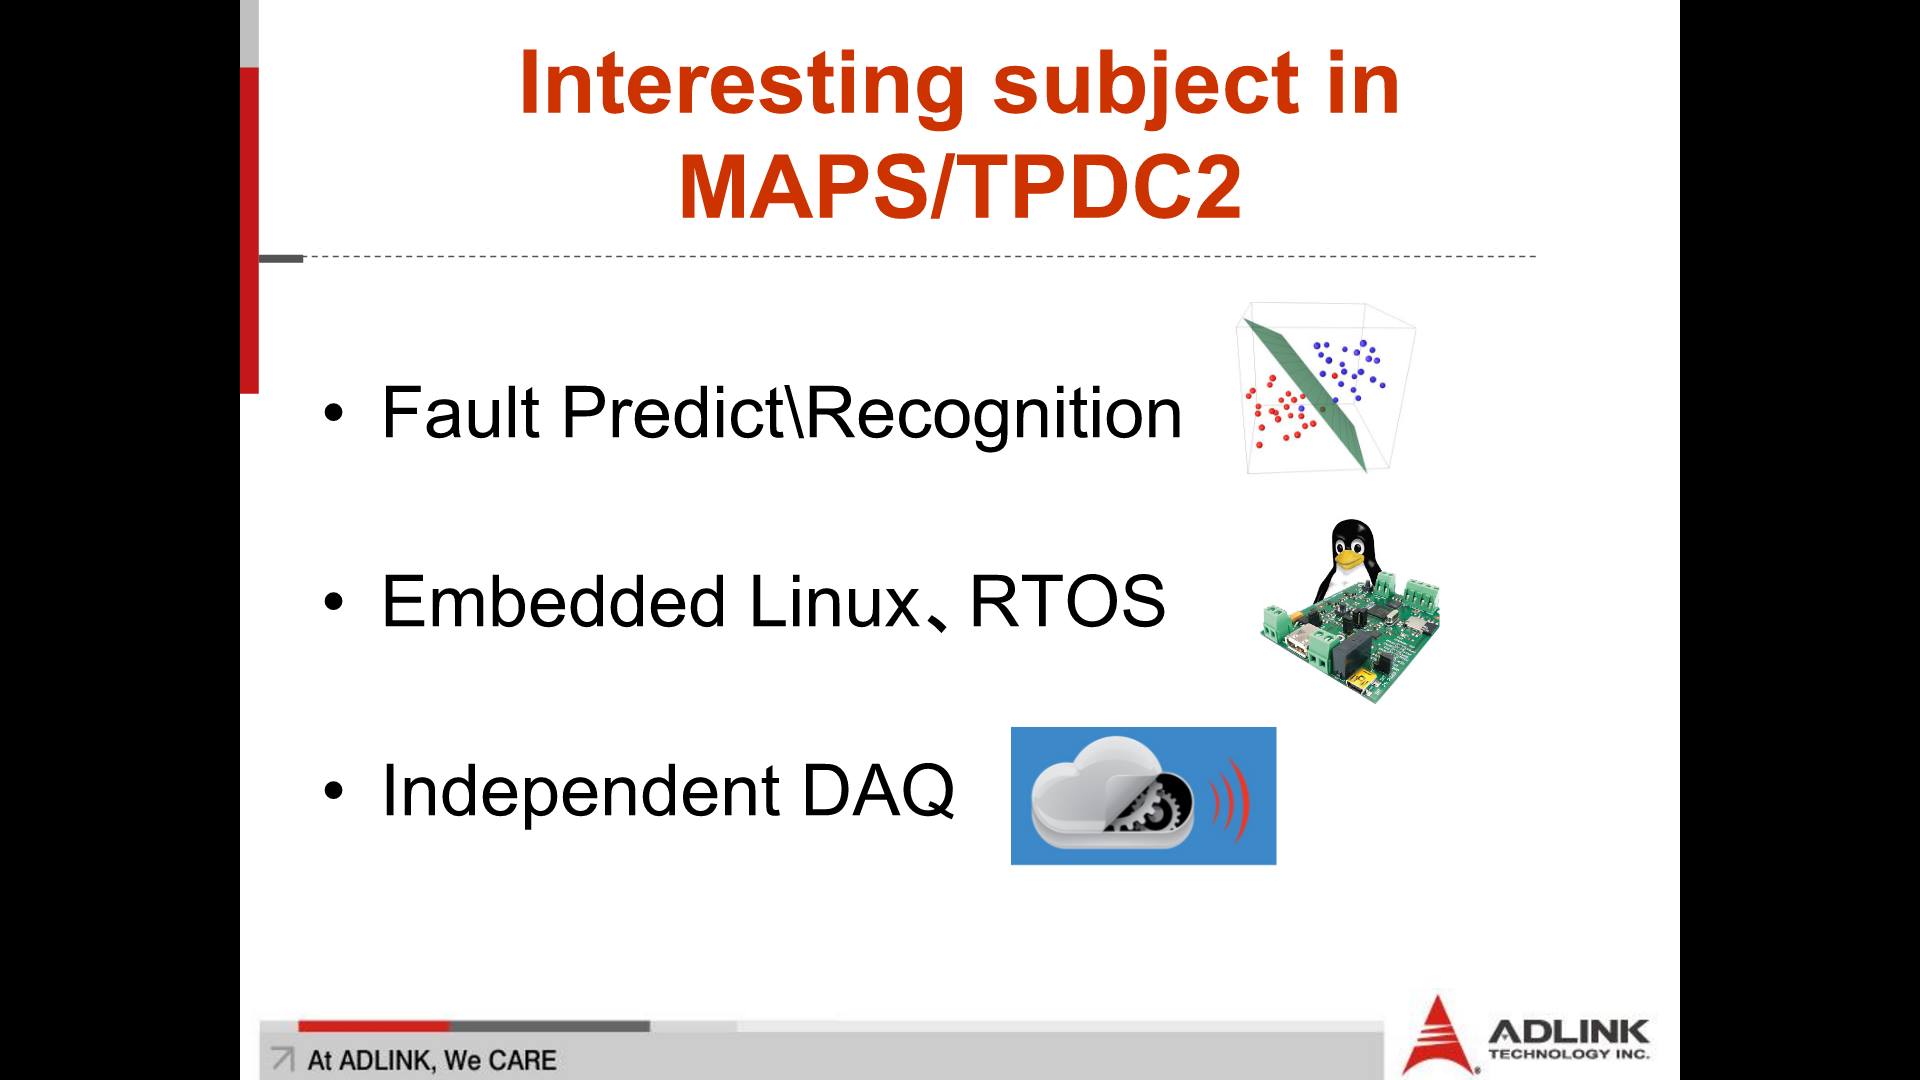 Interesting subject in
MAPS/TPDC2
• Fault Predict\Recognition
• Embedded Linux、RTOS
• Independent DAQ
At ADLINK, We CARE
ADLINK
TECHNOLOGY INC.